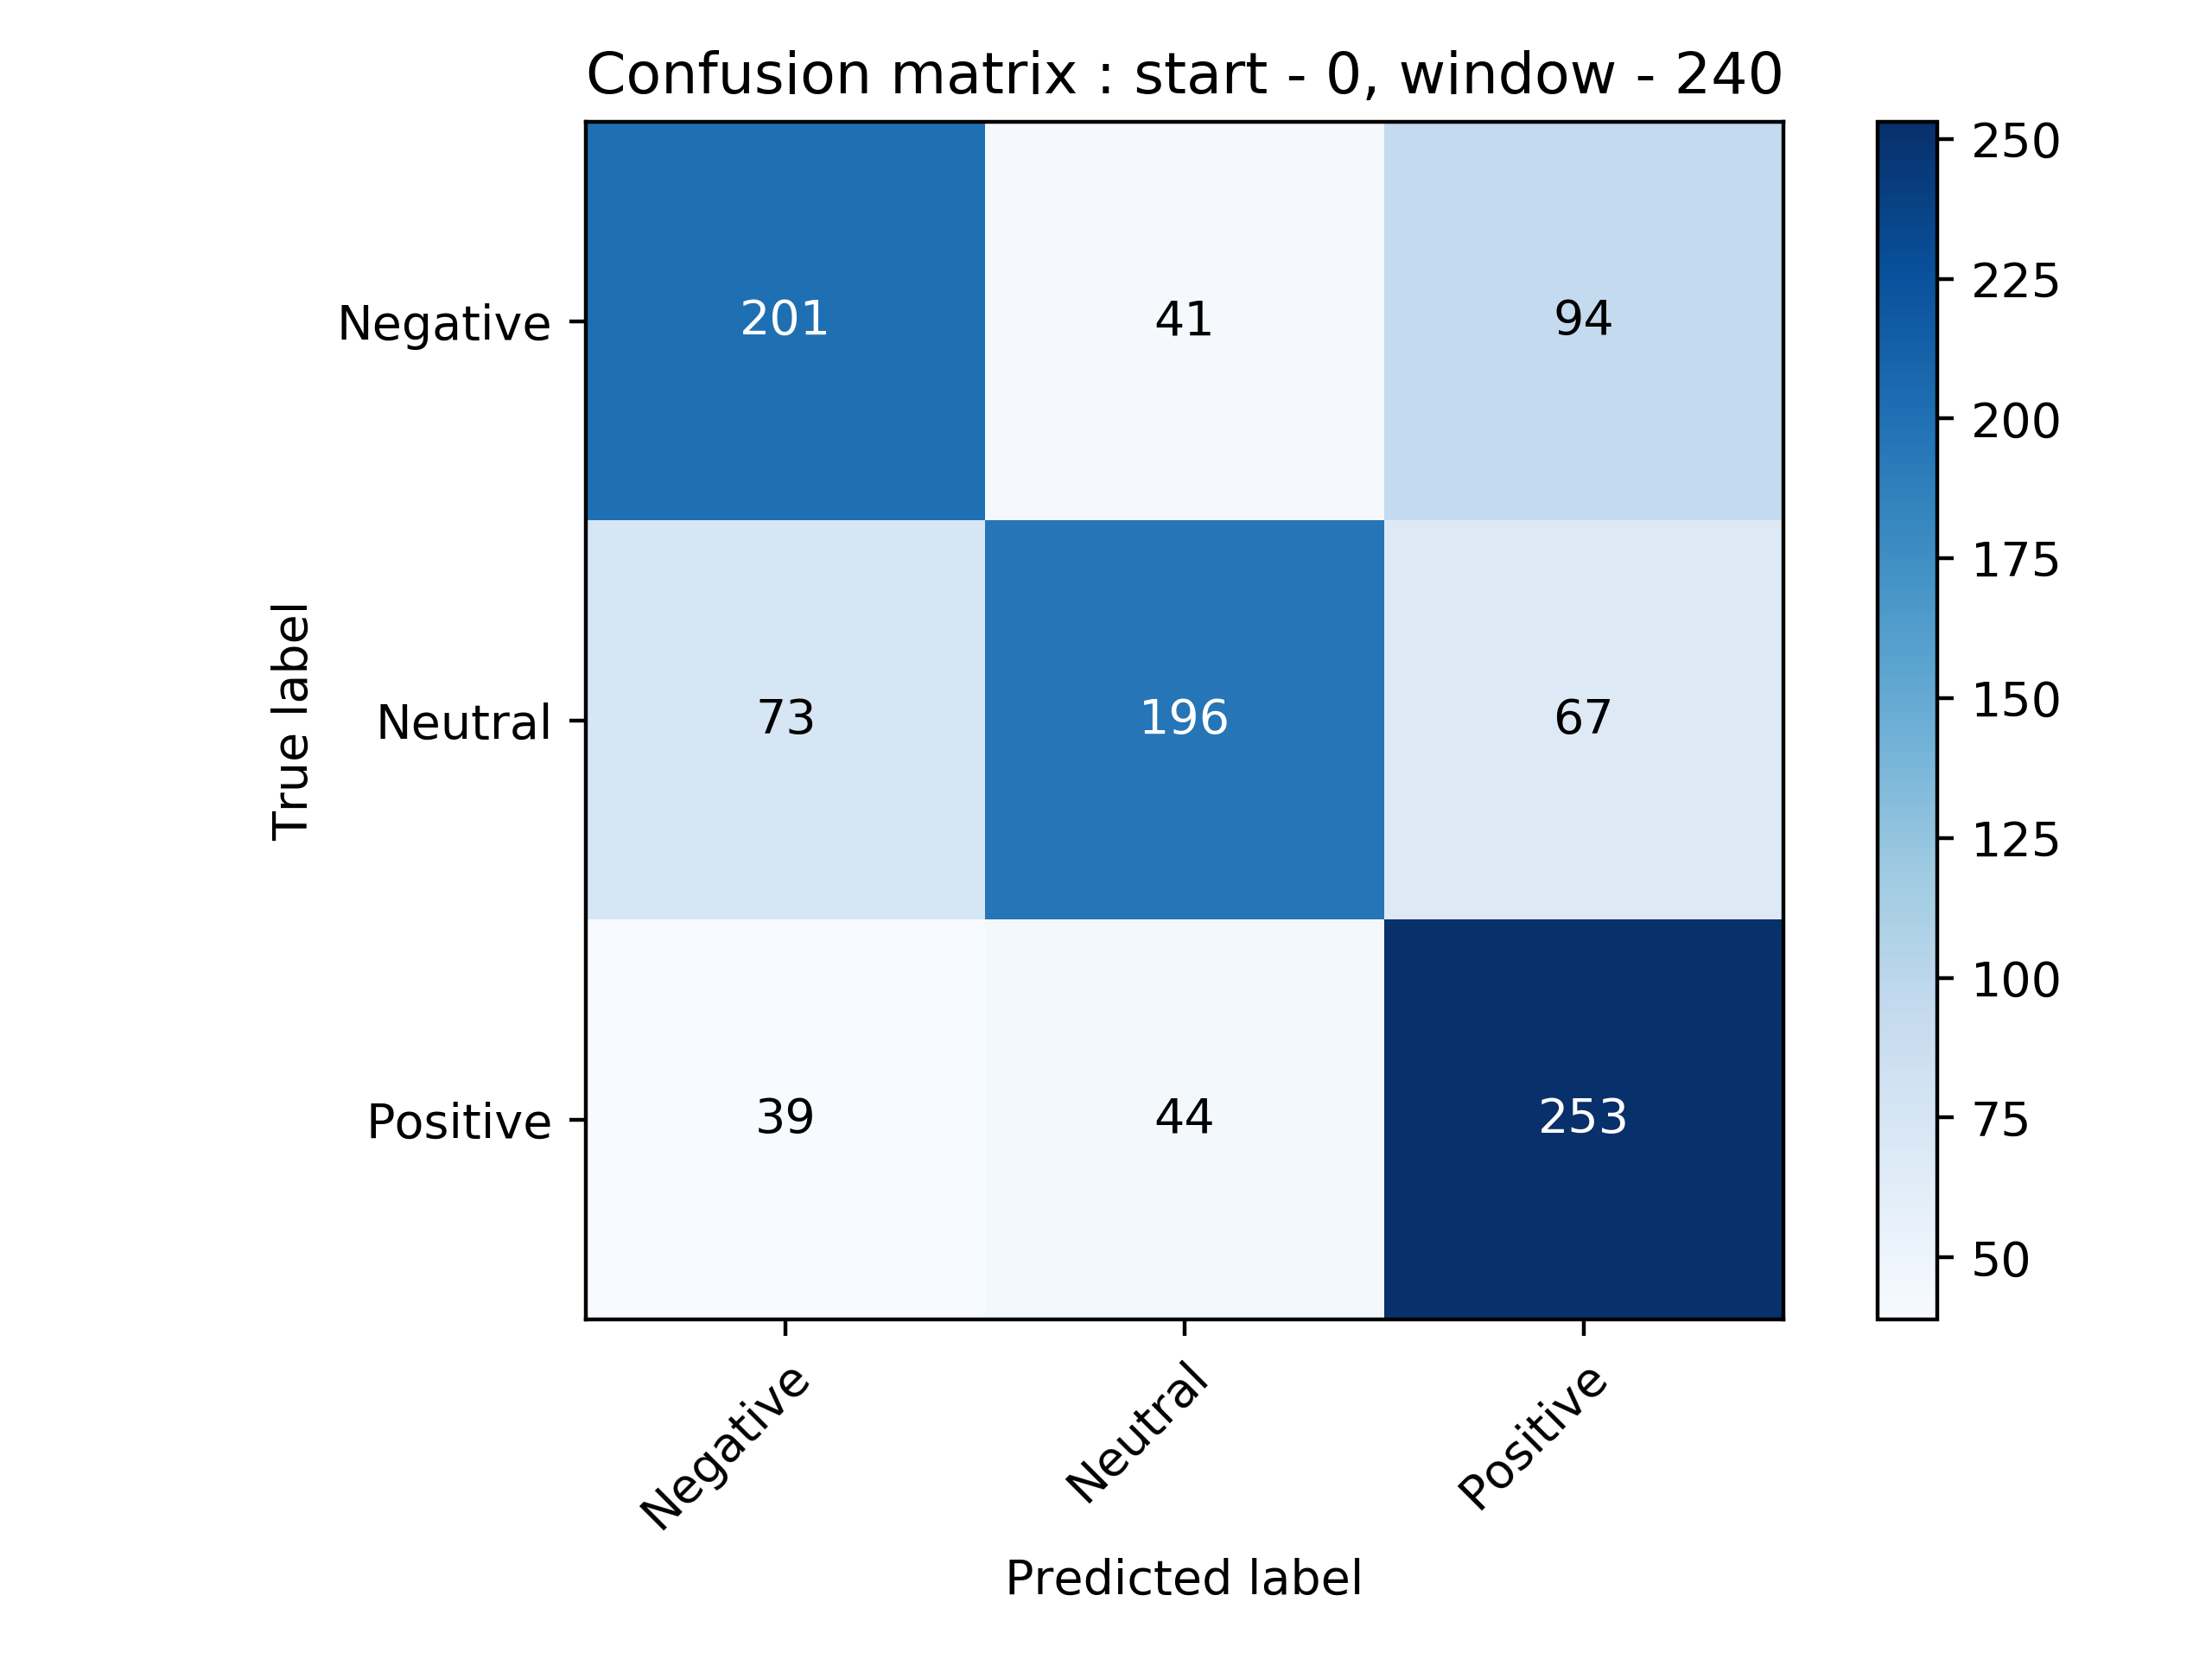 Confusion matrix : start - 0, window - 240
250
225
200
175
150
125
100
75
50
True label
Negative
201 41 94
Neutral
73 196 67
Positive
39 44 253
Negative
Neutral
Positive
Predicted label